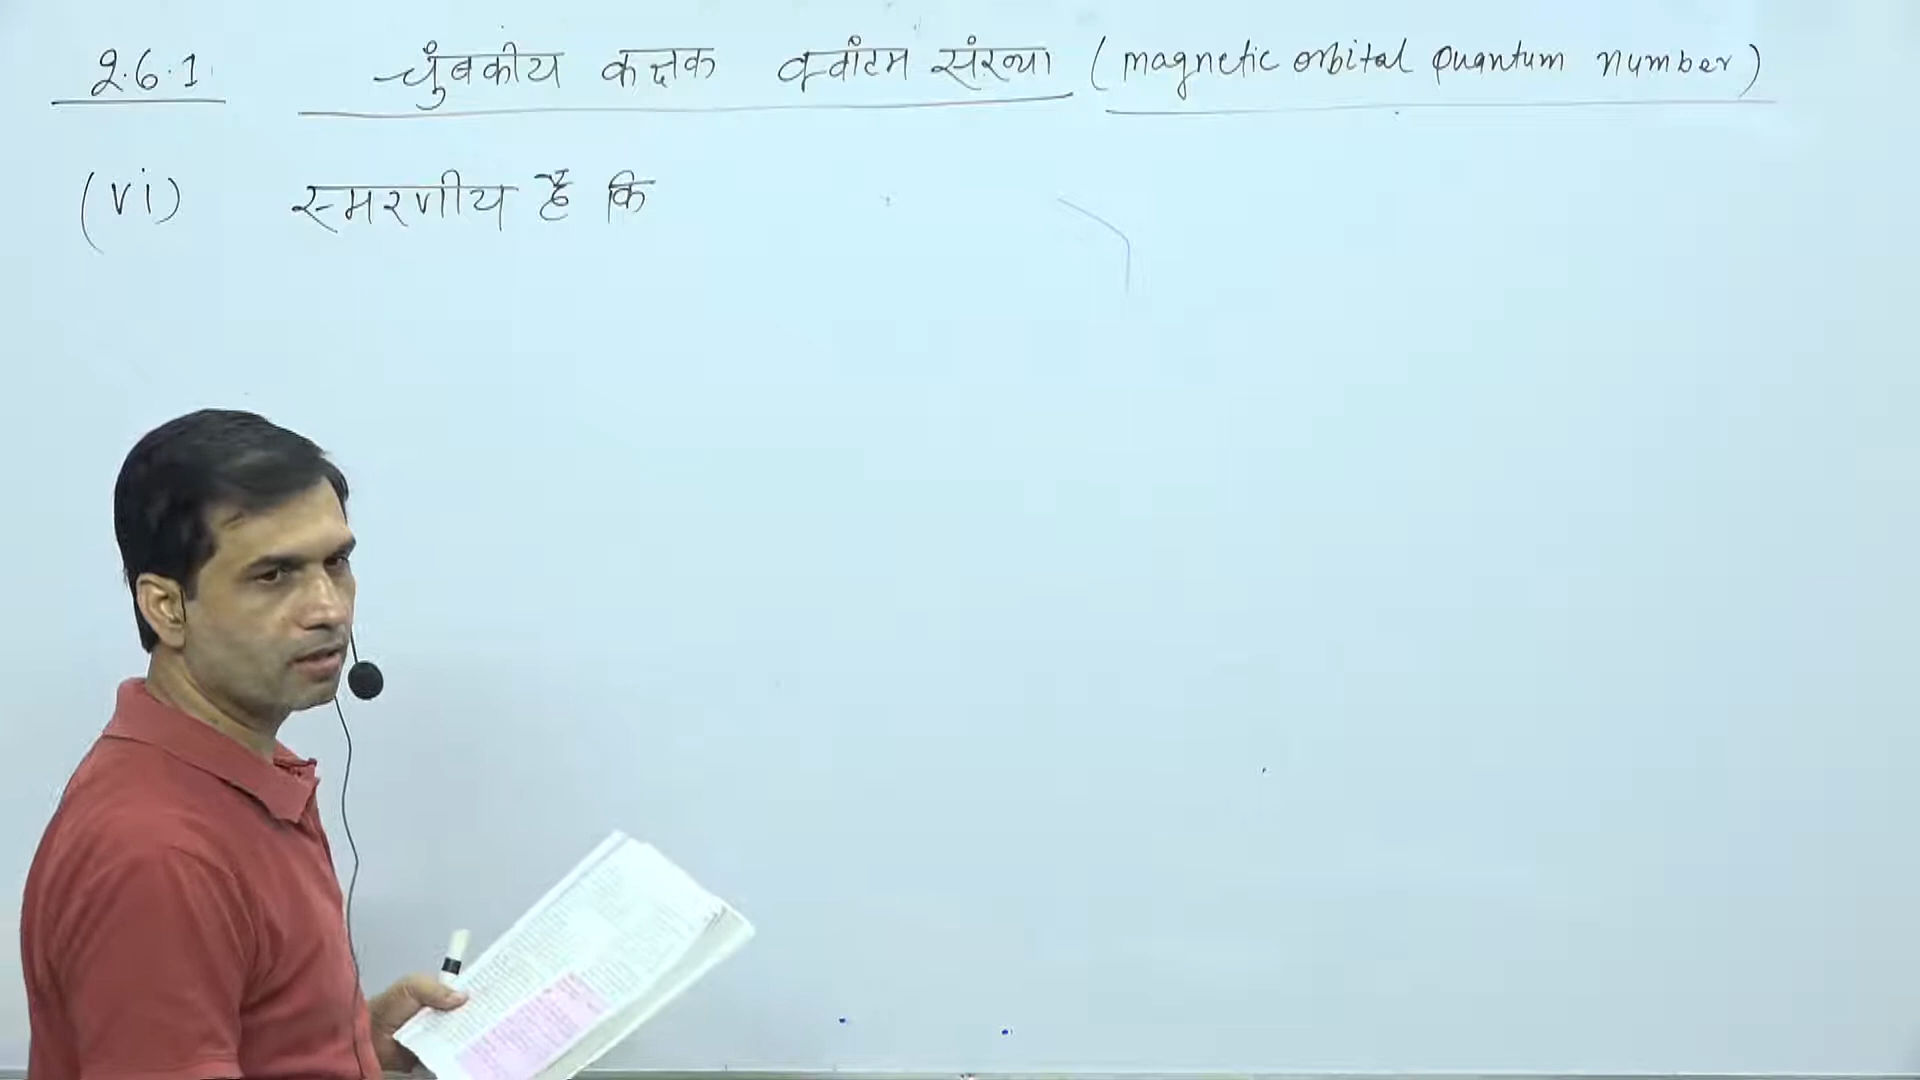 2.6.1 चुंबकीय कक्षक क्वांटम संख्या (magnetic orbital quantum number)
(vi) स्मरणीय है कि